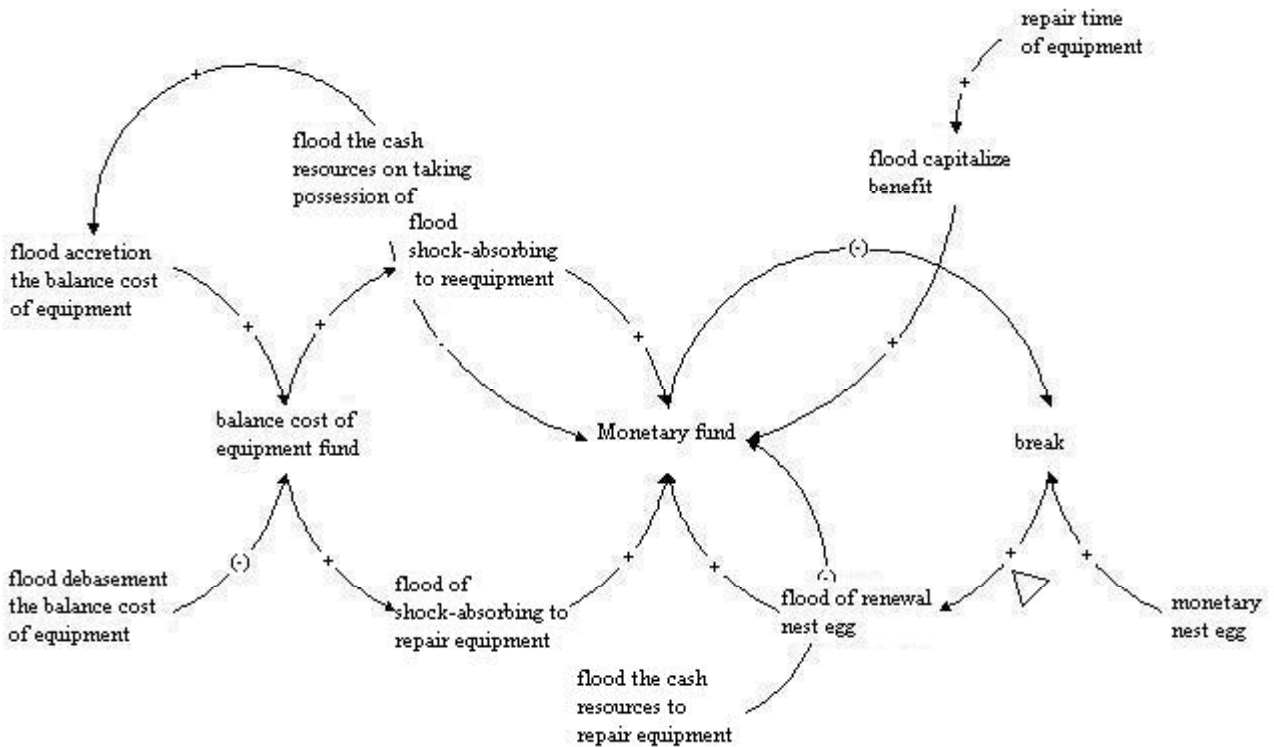 repair time
of equipment
+
+
flood the cash
resources on taking
possession of
flood capitalize
benefit
flood
shock-absorbing
to reequipment
flood accretion
the balance cost
of equipment
(-)
+
+
-
+
+
balance cost of
equipment fund
Monetary fund
break
(-)
+
+
+
(-)
+
+
flood debasement
the balance cost
of equipment
flood of
shock-absorbing to
repair equipment
flood of renewal
nest egg
monetary
nest egg
flood the cash
resources to
repair equipment